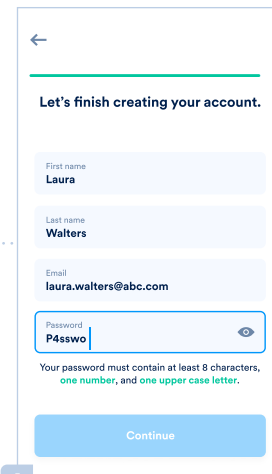 Let's finish creating your account.
First name
Laura
Last name
Walters
Email
laura.walters@abc.com
Password
P4sswo
Your password must contain at least 8 characters,
one number, and one upper case letter.
Continue